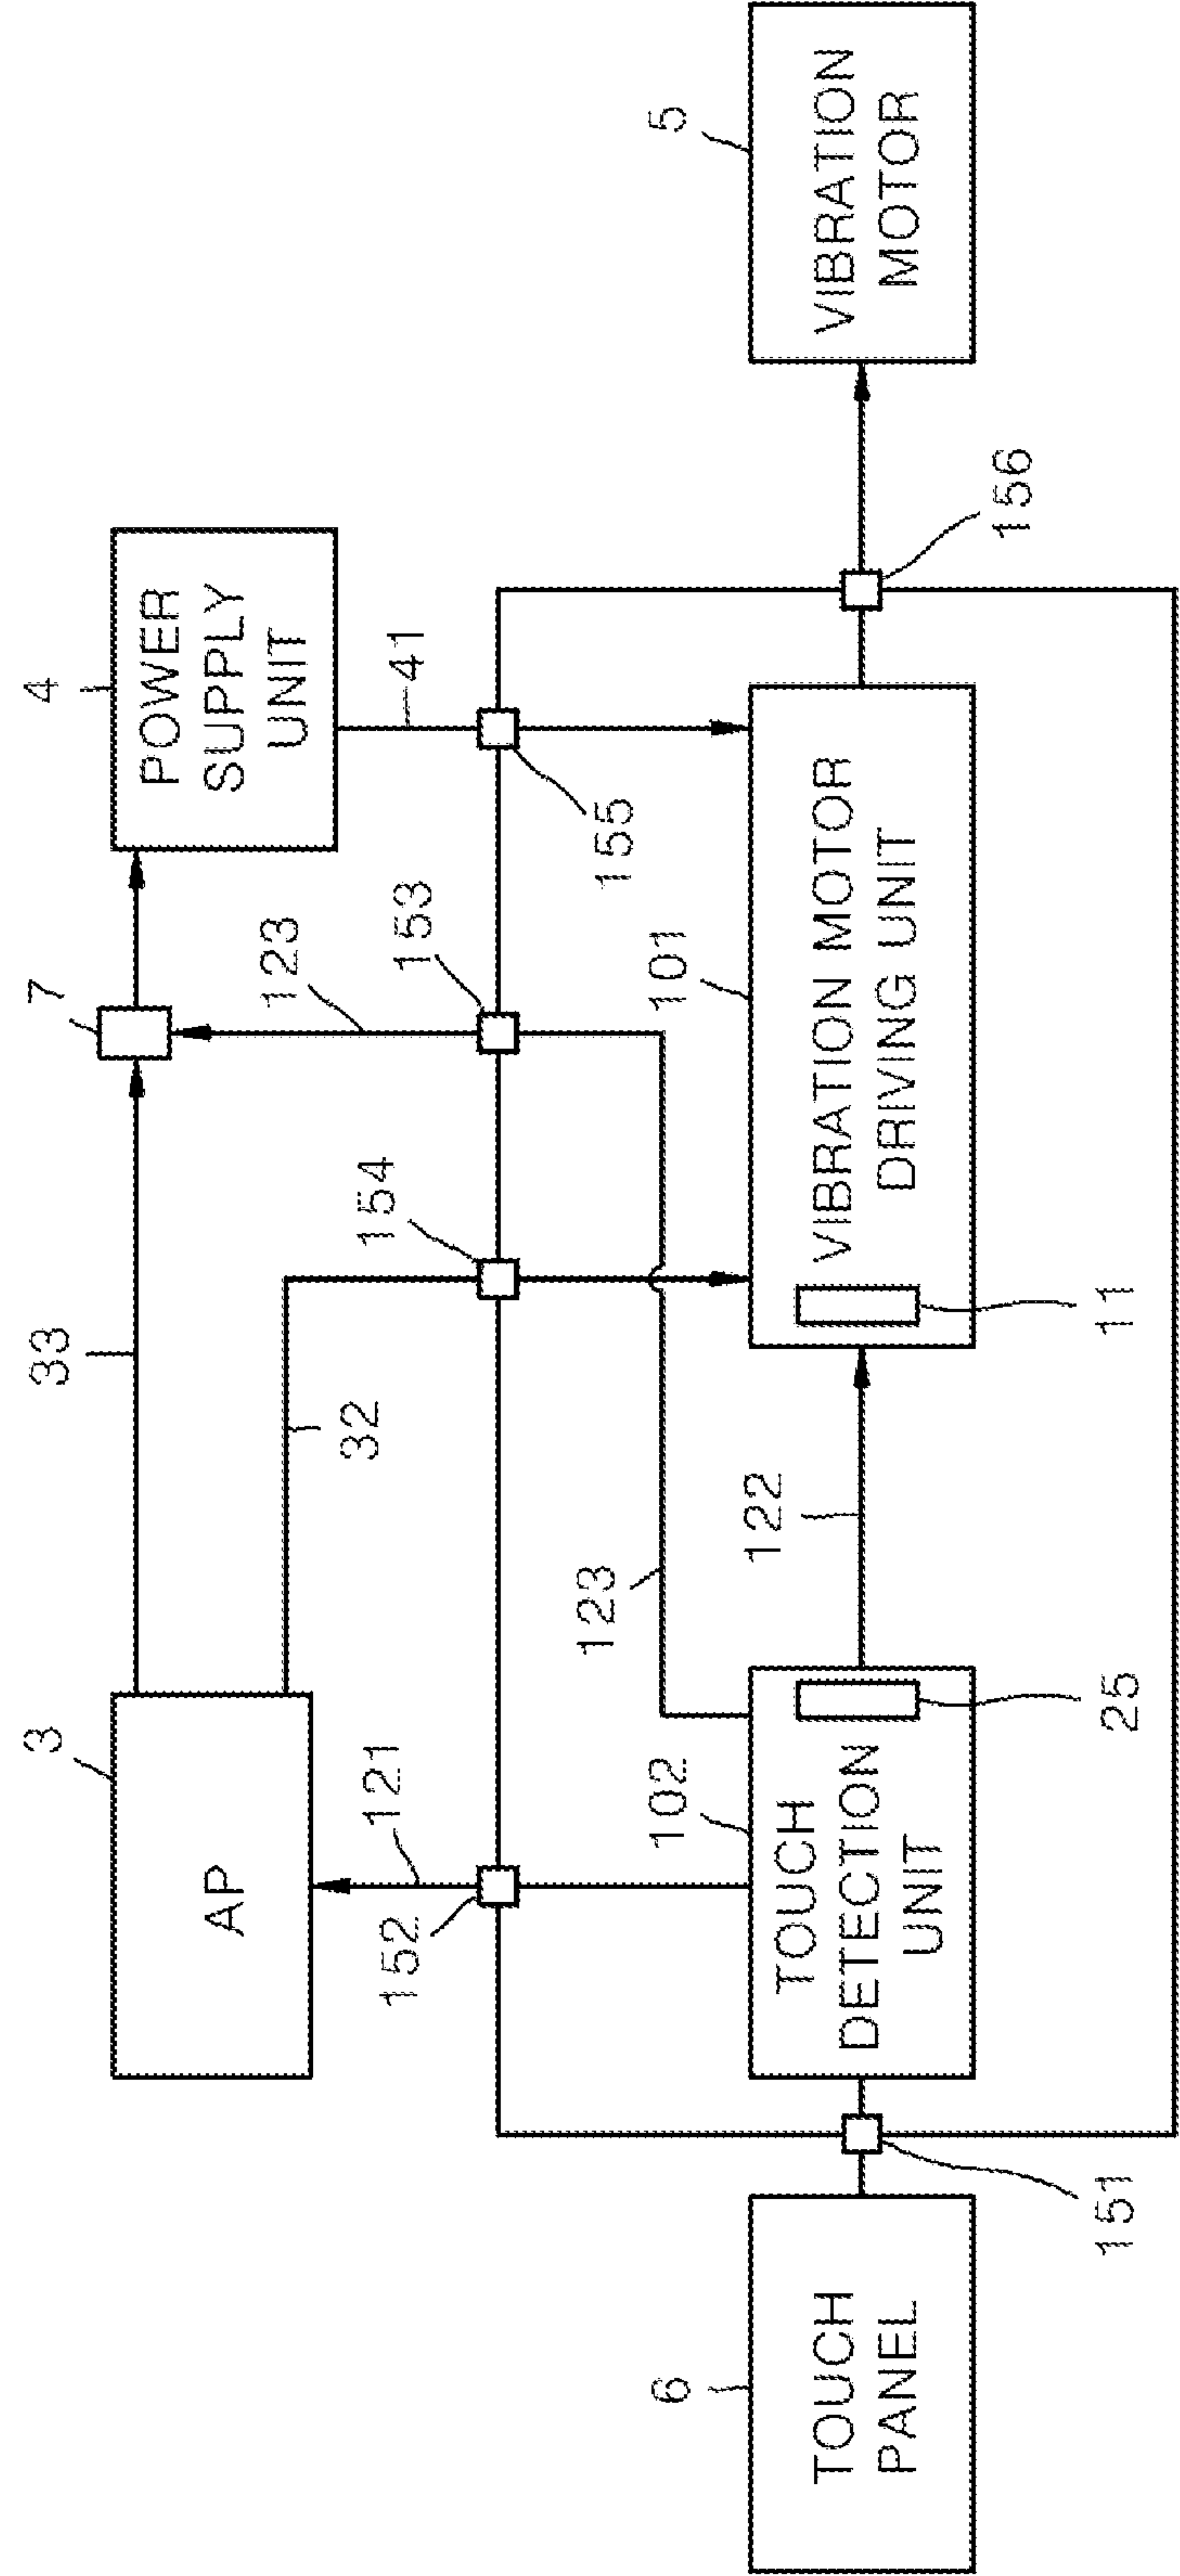 3
AP
33
32
7
4
POWER
SUPPLY
UNIT
121
152
154
123
153
41
155
6
TOUCH
PANEL
151
102
TOUCH
DETECTION
UNIT
25
123
122
101
VIBRATION MOTOR
DRIVING UNIT
11
156
5
VIBRATION
MOTOR